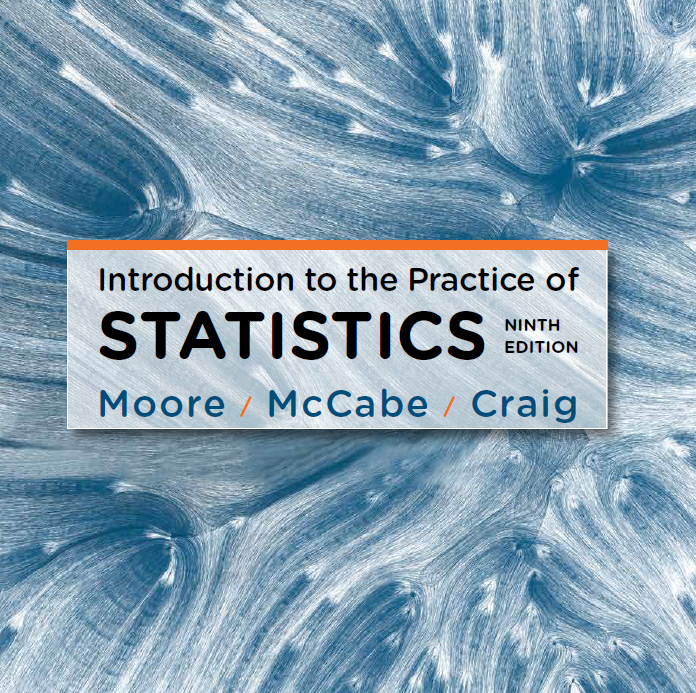 Introduction to the Practice of
STATISTICS
NINTH
EDITION
Moore / McCabe / Craig